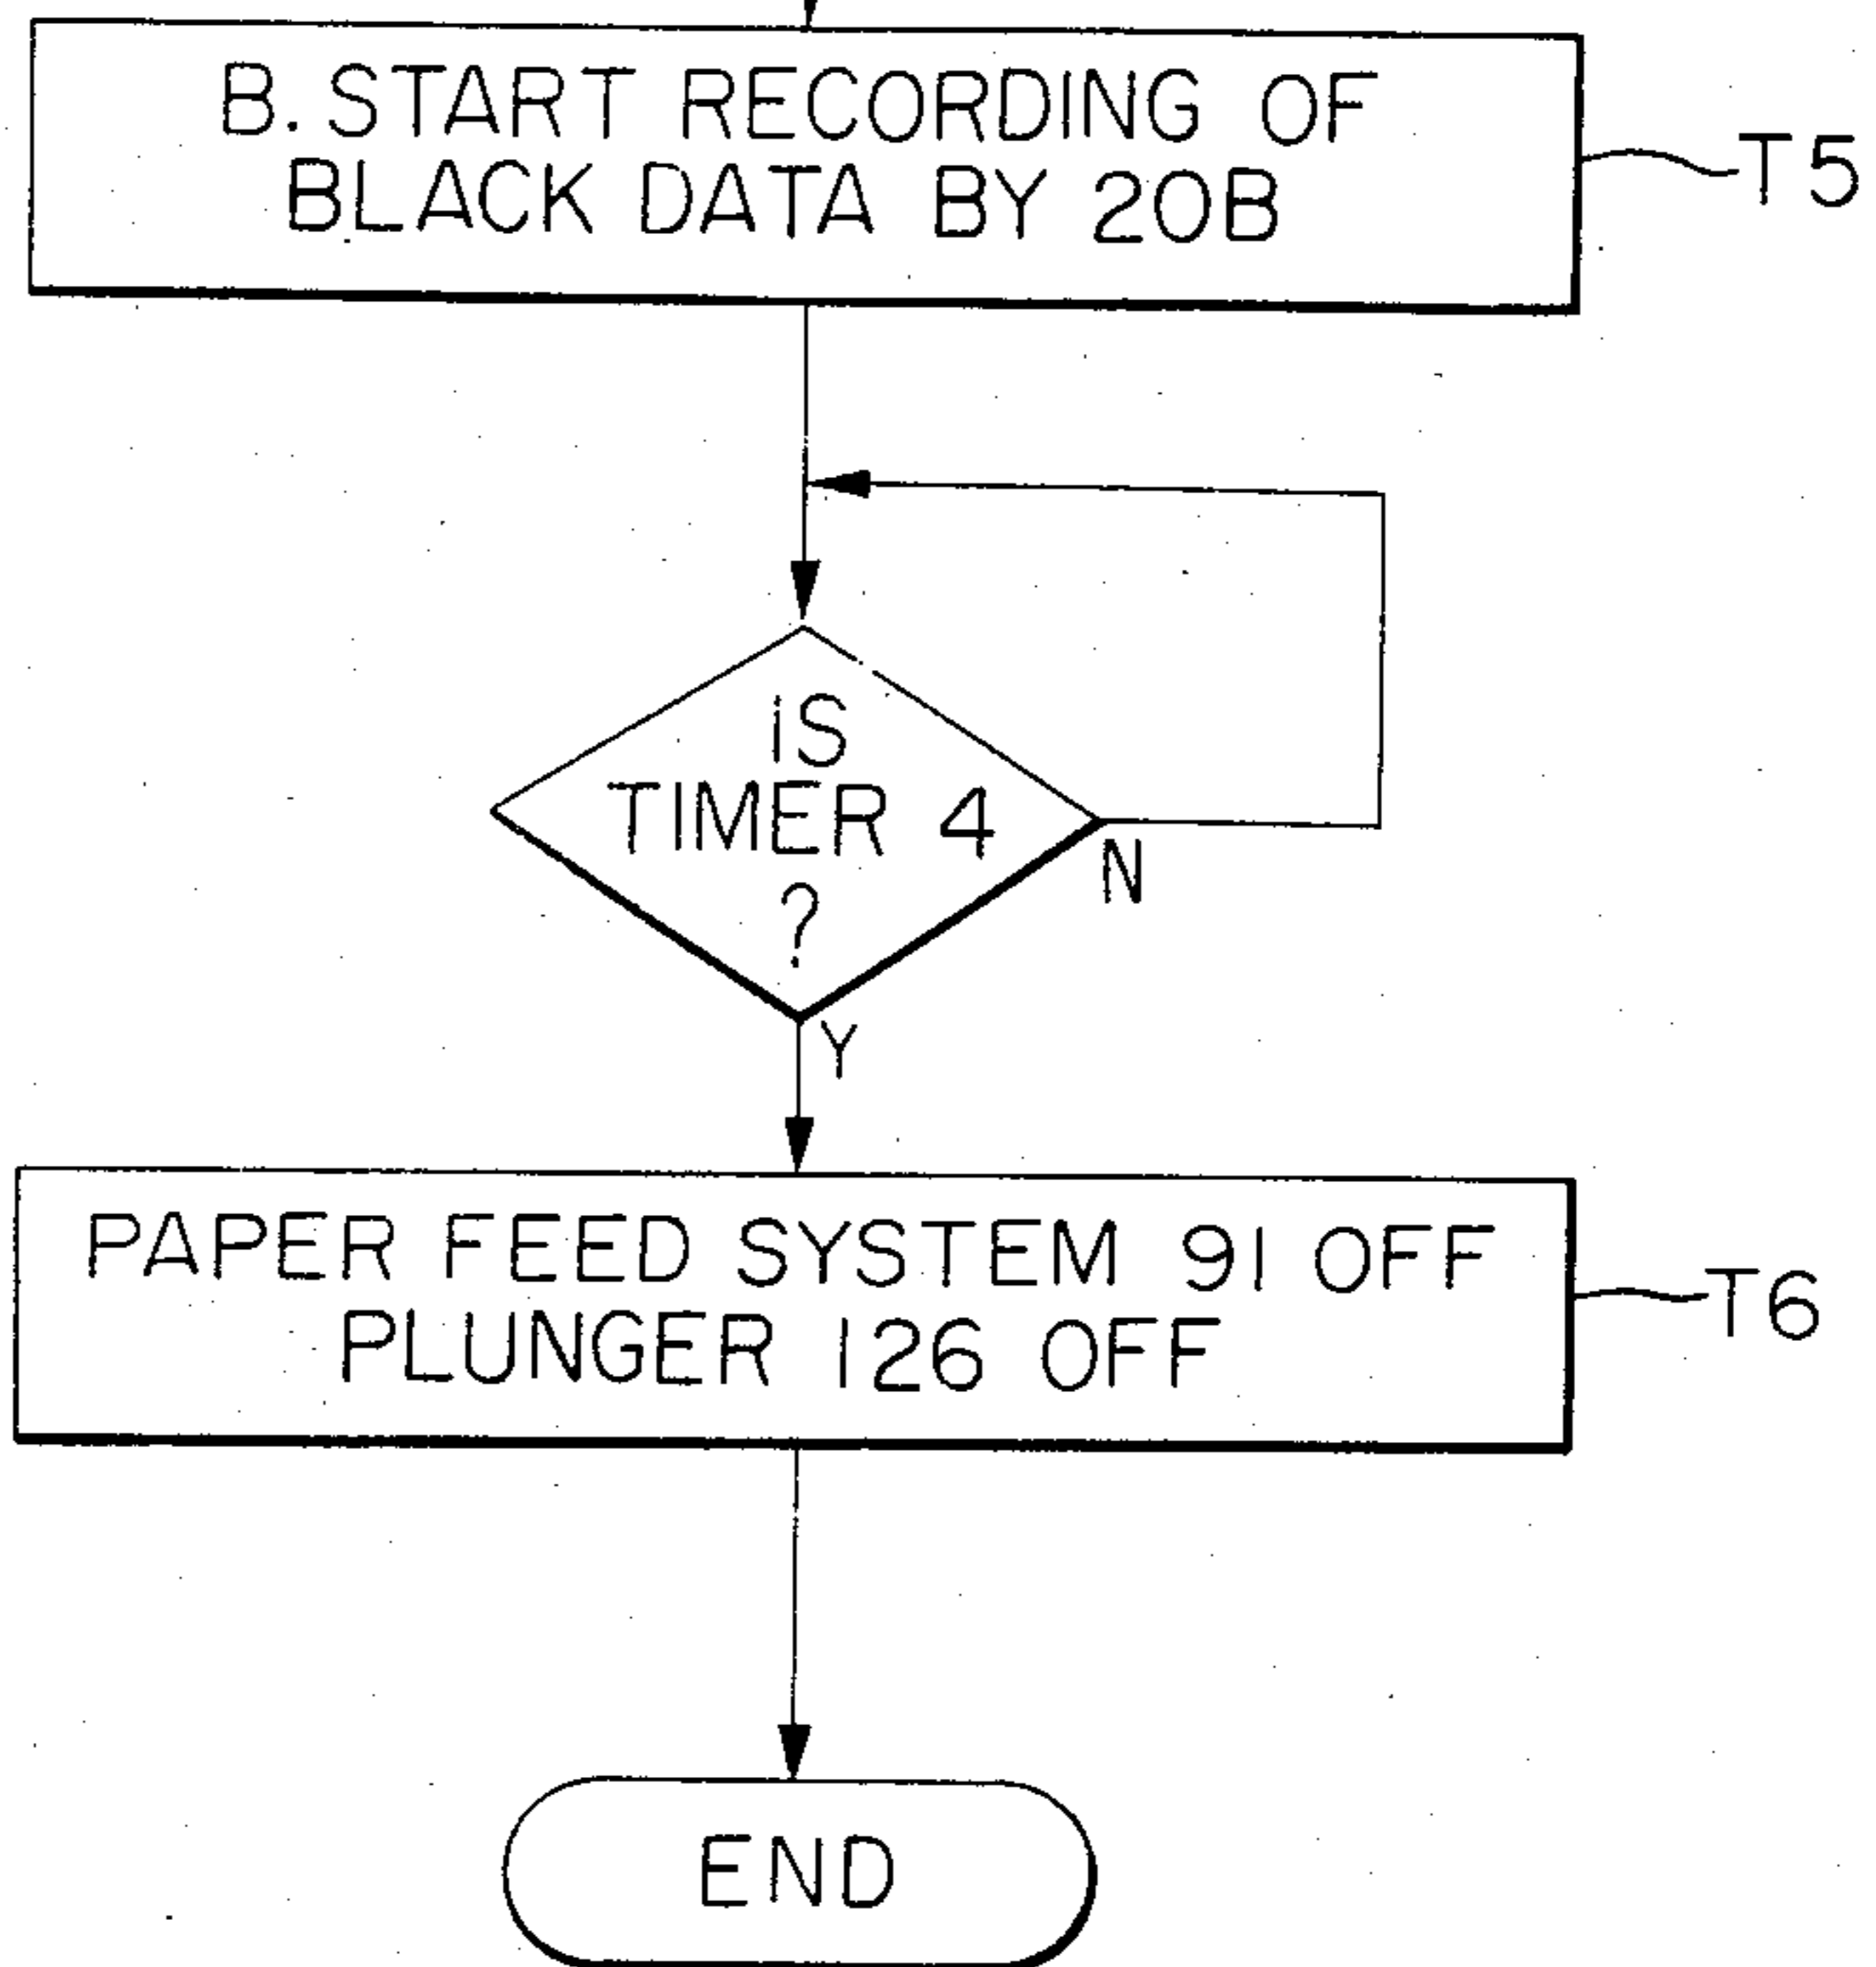 B. START RECORDING OF
BLACK DATA BY 20B
T5
iS
TIMER 4
?
N
Y
PAPER FEED SYSTEM 91 OFF
PLUNGER 126 OFF
T6
END